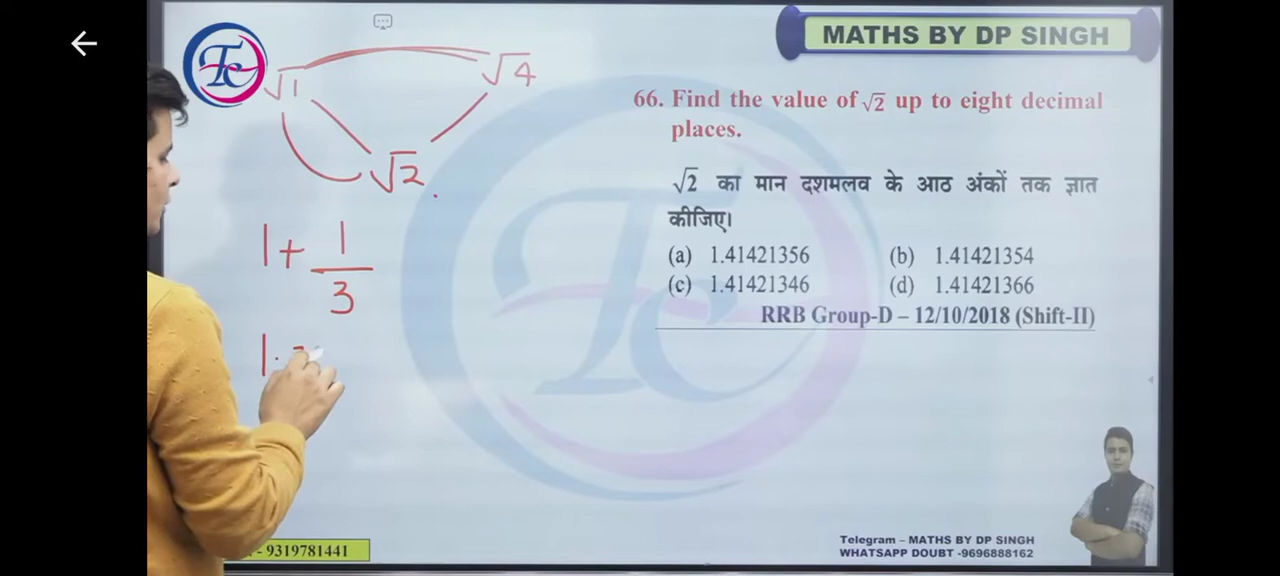 Tc
MATHS BY DP SINGH
√1
√4
√2
66. Find the value of √2 up to eight decimal
places.
√2 का मान दशमलव के आठ अंकों तक ज्ञात
कीजिए।
(a) 1.41421356 (b) 1.41421354
(c) 1.41421346 (d) 1.41421366
RRB Group-D – 12/10/2018 (Shift-II)
1 + 1/3
1.
- 9319781441
Telegram – MATHS BY DP SINGH
WHATSAPP DOUBT -9696888162